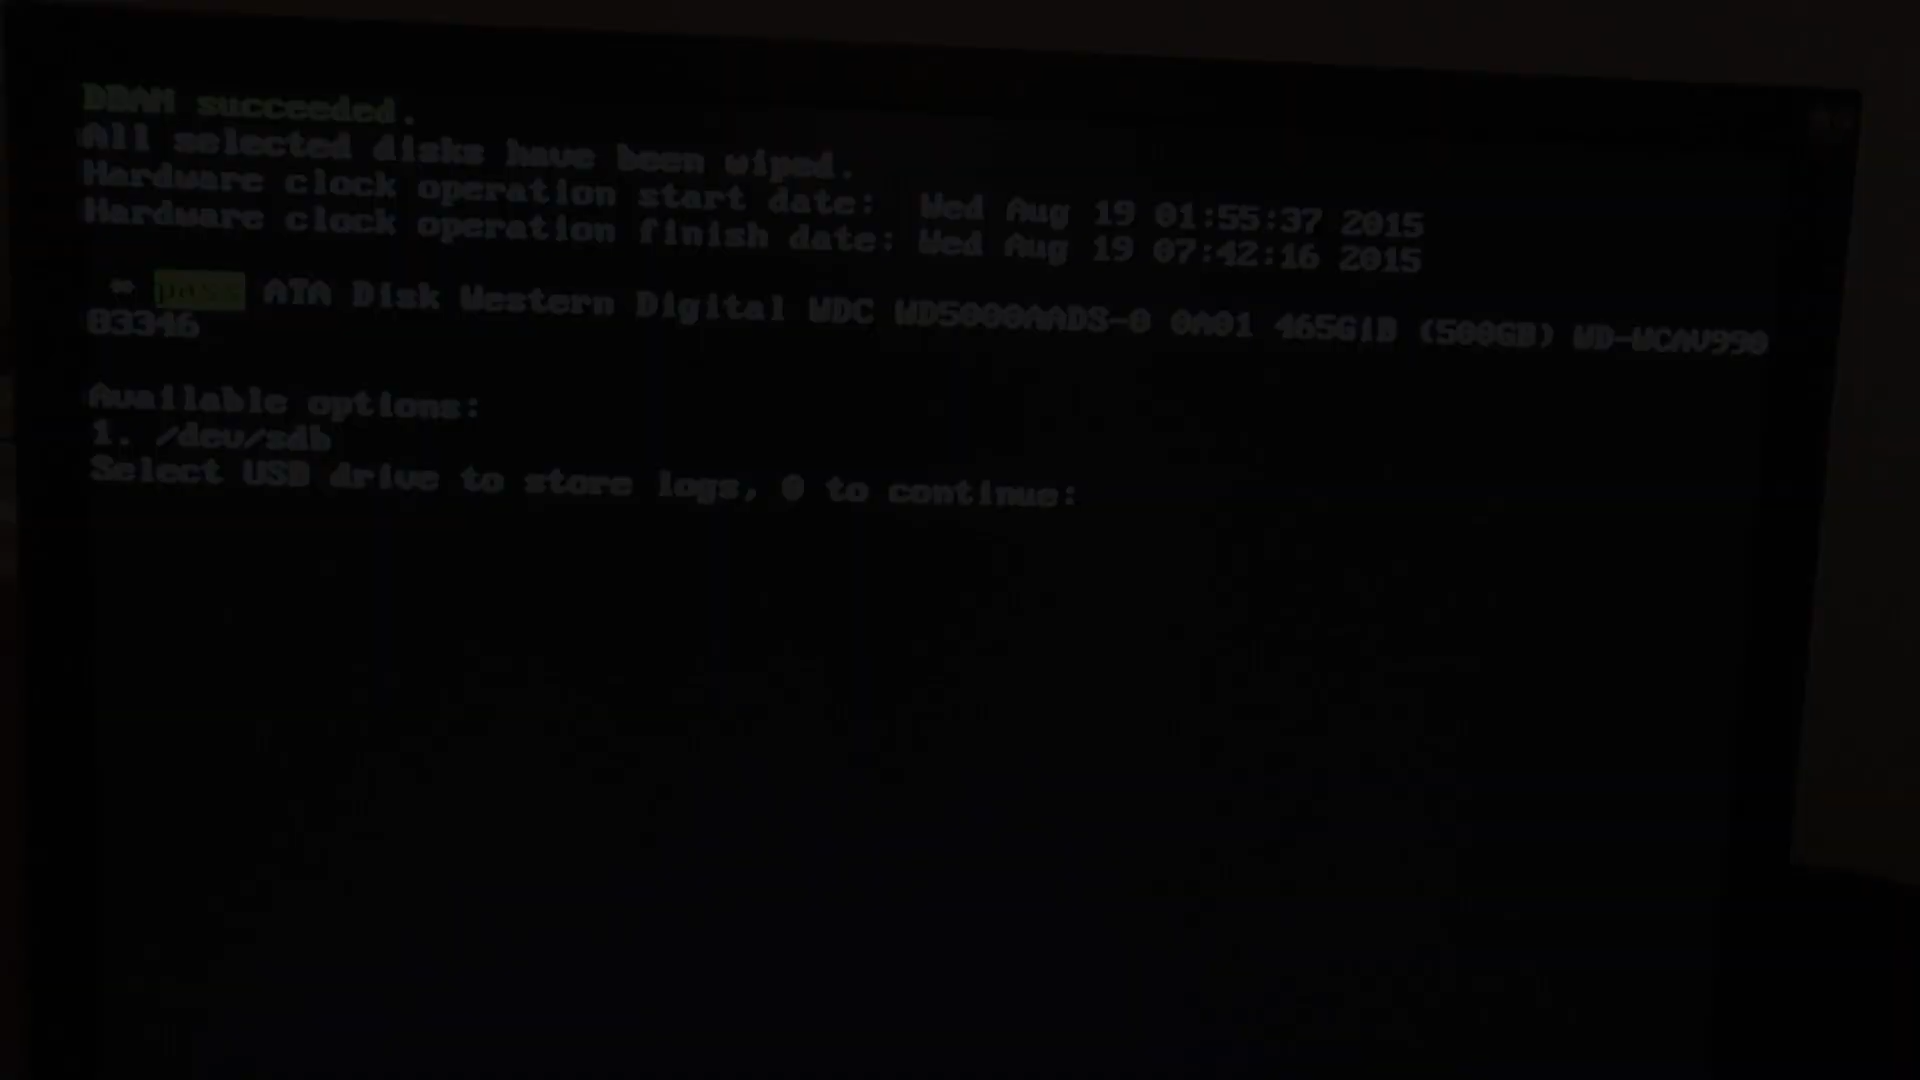 DBAN succeeded.
All selected disks have been wiped.
Hardware clock operation start date:  Wed Aug 19 01:55:37 2015
Hardware clock operation finish date: Wed Aug 19 07:42:16 2015
* pass ATA Disk Western Digital WDC WD5000AADS-0 0A01 465GiB (500GB) WD-WCAV990
83346
Available options:
1. /dev/sdb
Select USB drive to store logs, 0 to continue: